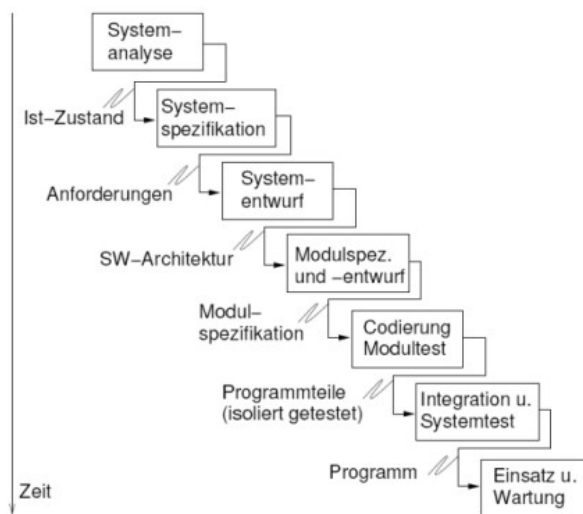 System–
analyse
Ist–Zustand
System–
spezifikation
Anforderungen
System–
entwurf
SW–Architektur
Modulspez.
und –entwurf
Modul–
spezifikation
Codierung
Modultest
Programmteile
(isoliert getestet)
Integration u.
Systemtest
Programm
Einsatz u.
Wartung
Zeit